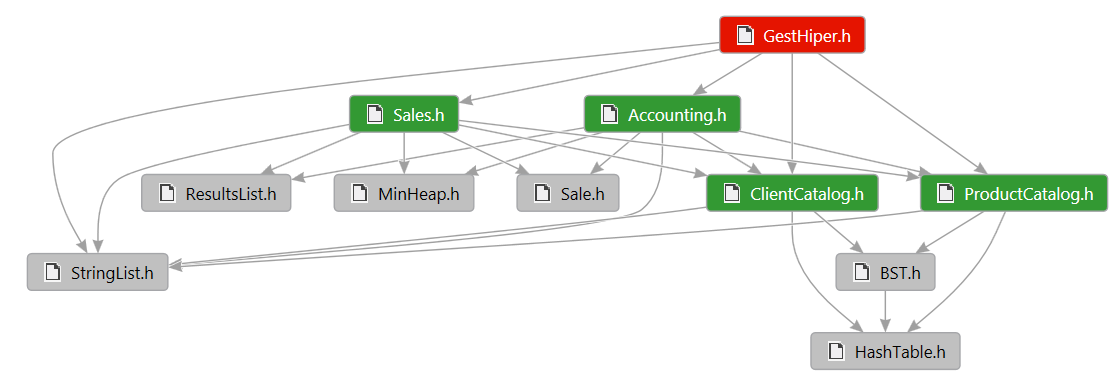 GestHiper.h
Sales.h
Accounting.h
ResultsList.h
MinHeap.h
Sale.h
ClientCatalog.h
ProductCatalog.h
StringList.h
BST.h
HashTable.h